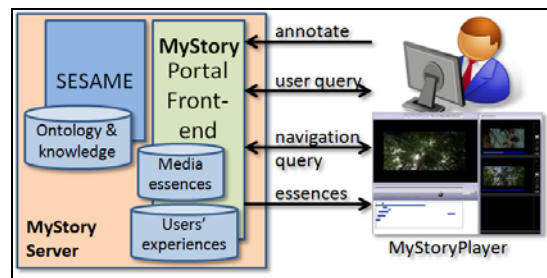 SESAME
Ontology &
knowledge
MyStory
Server
MyStory
Portal
Front-
end
Media
essences
Users'
experiences
annotate
user query
navigation
query
essences
MyStoryPlayer